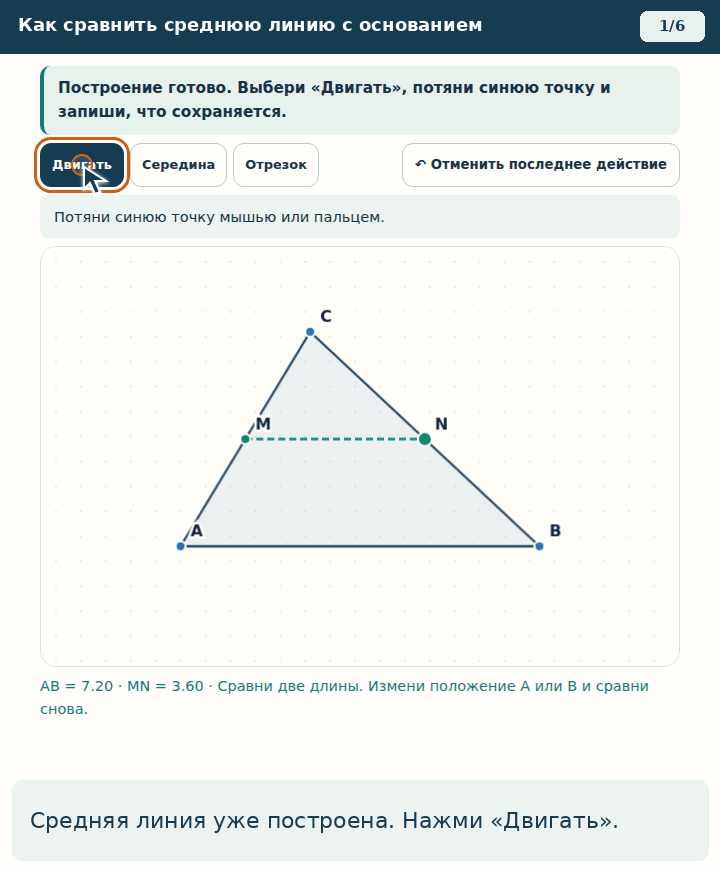 Как сравнить среднюю линию с основанием
1/6
Построение готово. Выбери «Двигать», потяни синюю точку и
запиши, что сохраняется.
Двигать
Середина
Отрезок
↶ Отменить последнее действие
Потяни синюю точку мышью или пальцем.
C
M
N
A
B
AB = 7.20 · MN = 3.60 · Сравни две длины. Измени положение A или B и сравни
снова.
Средняя линия уже построена. Нажми «Двигать».